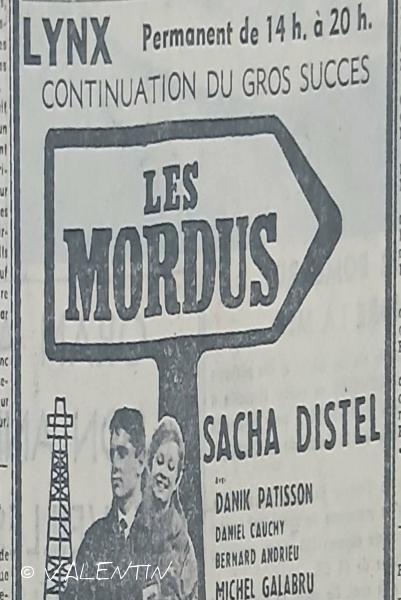 LYNX Permanent de 14 h. à 20 h.
CONTINUATION DU GROS SUCCES
LES
MORDUS
SACHA DISTEL
avec
DANIK PATISSON
DANIEL CAUCHY
BERNARD ANDRIEU
MICHEL GALABRU
© VALENTIN